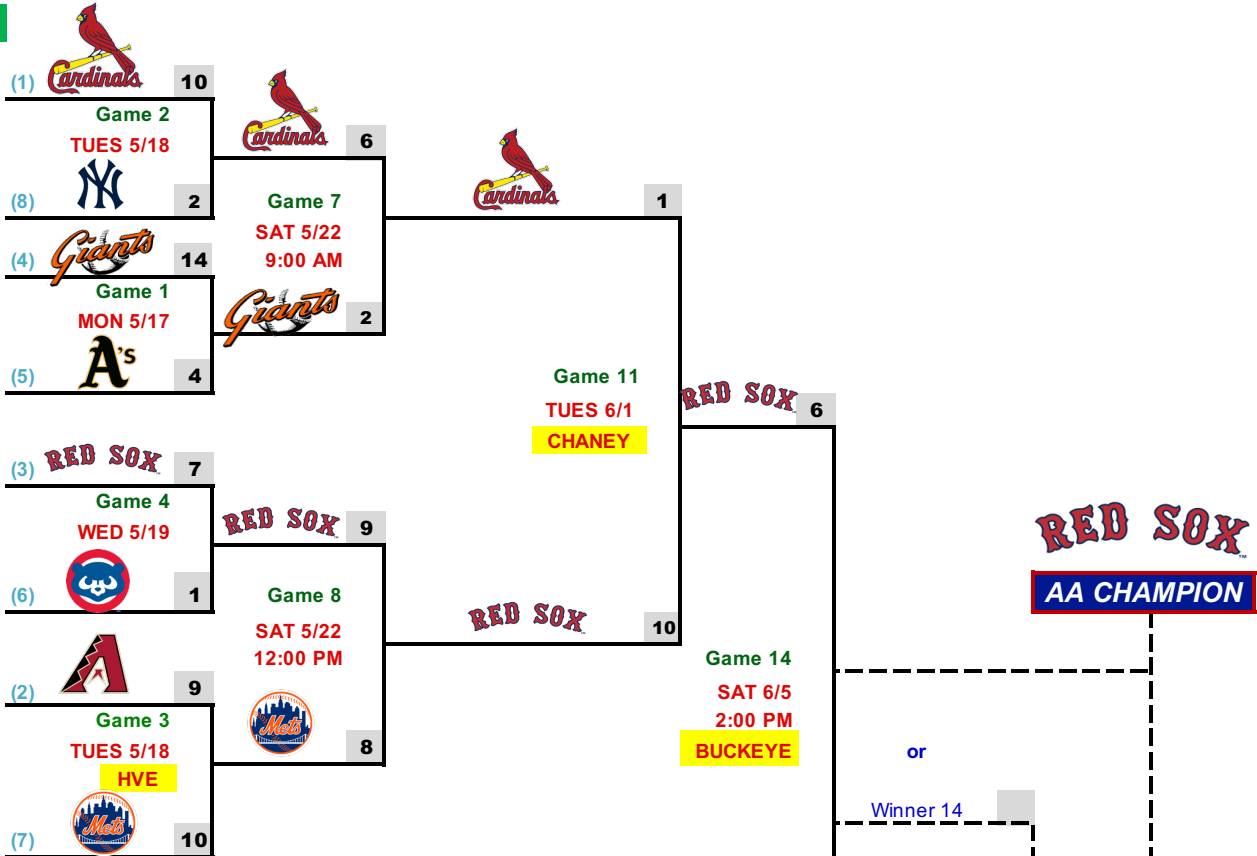 (1) Cardinals 10
Game 2
TUES 5/18
(8) NY 2
Cardinals 6
Game 7
SAT 5/22
9:00 AM
Giants 2
(4) Giants 14
Game 1
MON 5/17
(5) A's 4
Cardinals 1
Game 11
TUES 6/1
CHANEY
RED SOX 10
(3) RED SOX 7
Game 4
WED 5/19
(6) 1
RED SOX 9
Game 8
SAT 5/22
12:00 PM
Mets 8
(2) A 9
Game 3
TUES 5/18
HVE
(7) Mets 10
RED SOX 6
Game 14
SAT 6/5
2:00 PM
BUCKEYE
or
Winner 14
RED SOX ™
AA CHAMPION